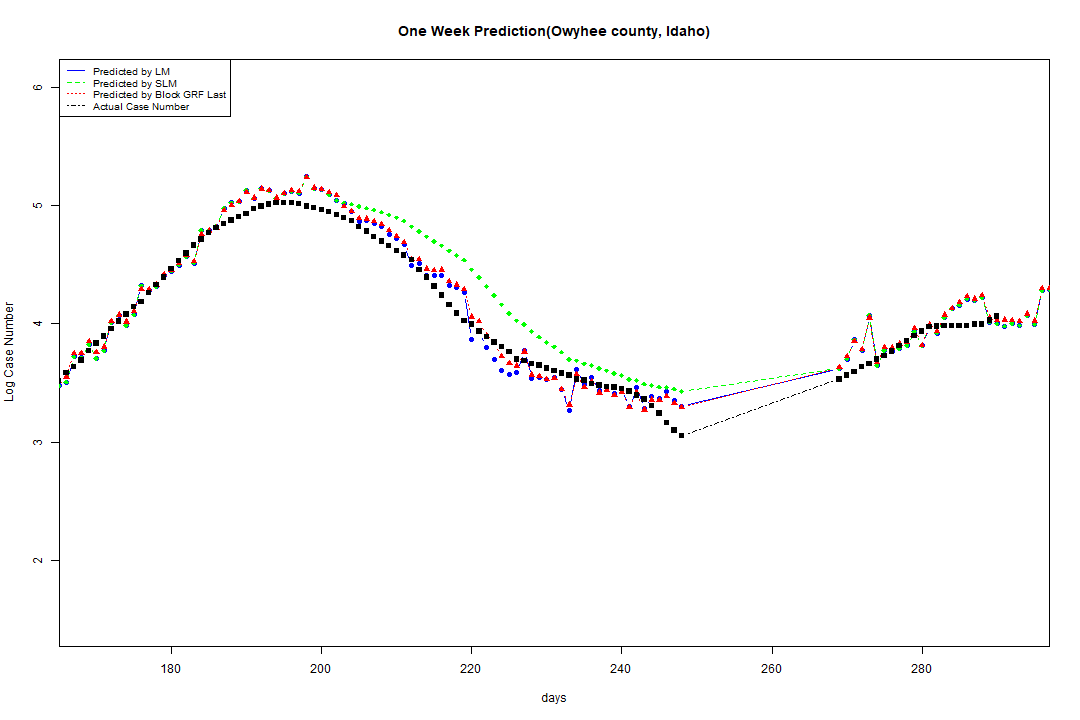 One Week Prediction(Owyhee county, Idaho)
Predicted by LM
Predicted by SLM
Predicted by Block GRF Last
Actual Case Number
6
5
4
3
2
Log Case Number
180 200 220 240 260 280
days